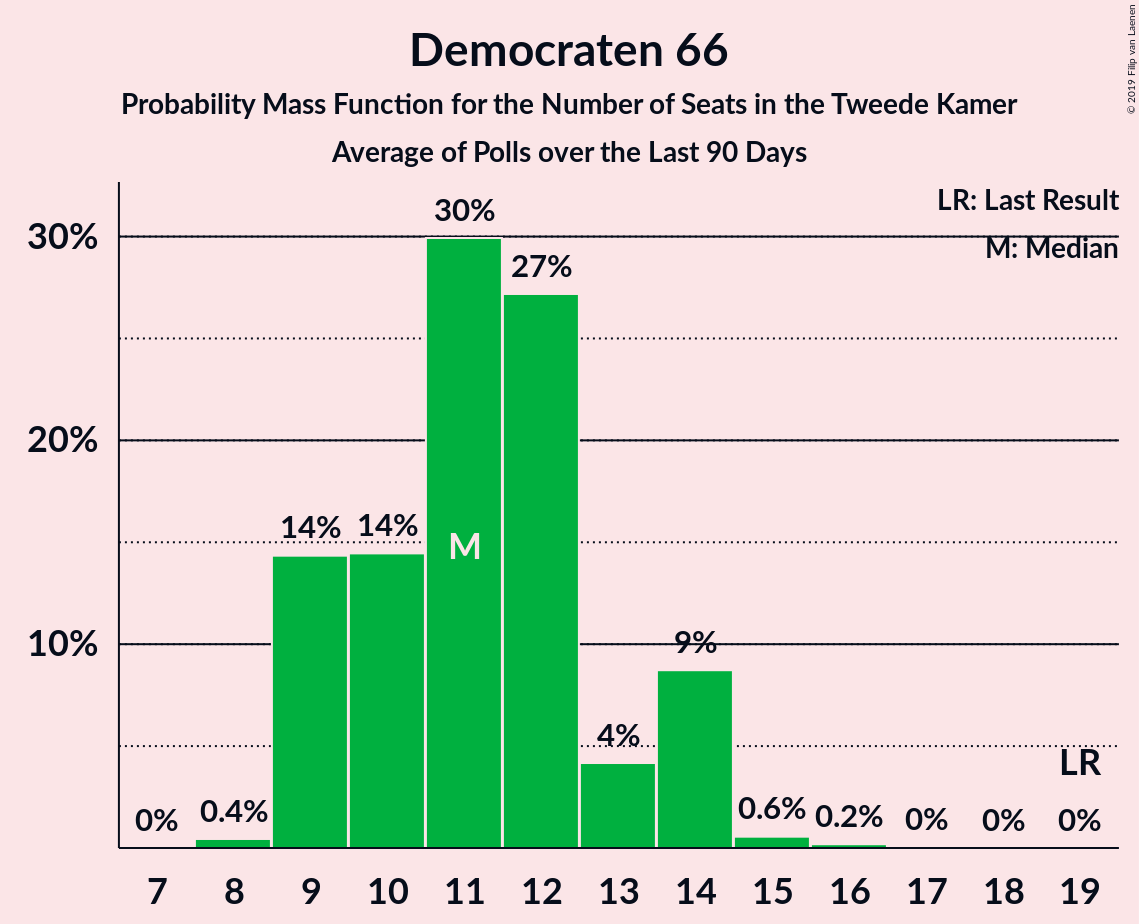 Democraten 66
Probability Mass Function for the Number of Seats in the Tweede Kamer
Average of Polls over the Last 90 Days
© 2019 Filip van Laenen
LR: Last Result
M: Median
30%
20%
10%
0%
0.4%
14%
14%
30%
27%
4%
9%
0.6%
0.2%
0%
0%
0%
M
LR
7 8 9 10 11 12 13 14 15 16 17 18 19